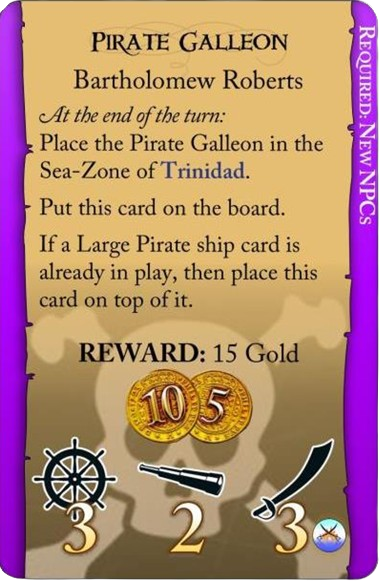 PIRATE GALLEON
Bartholomew Roberts
At the end of the turn:
Place the Pirate Galleon in the
Sea-Zone of Trinidad.
Put this card on the board.
If a Large Pirate ship card is
already in play, then place this
card on top of it.
REWARD: 15 Gold
10 5
3 2 3
REQUIRED: NEW NPCS